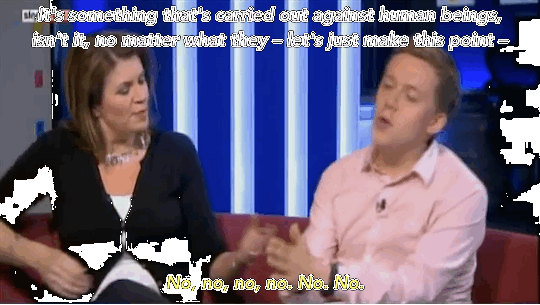 sky
It's something that's carried out against human beings,
isn't it, no matter what they – let's just make this point –
No, no, no, no. No. No.